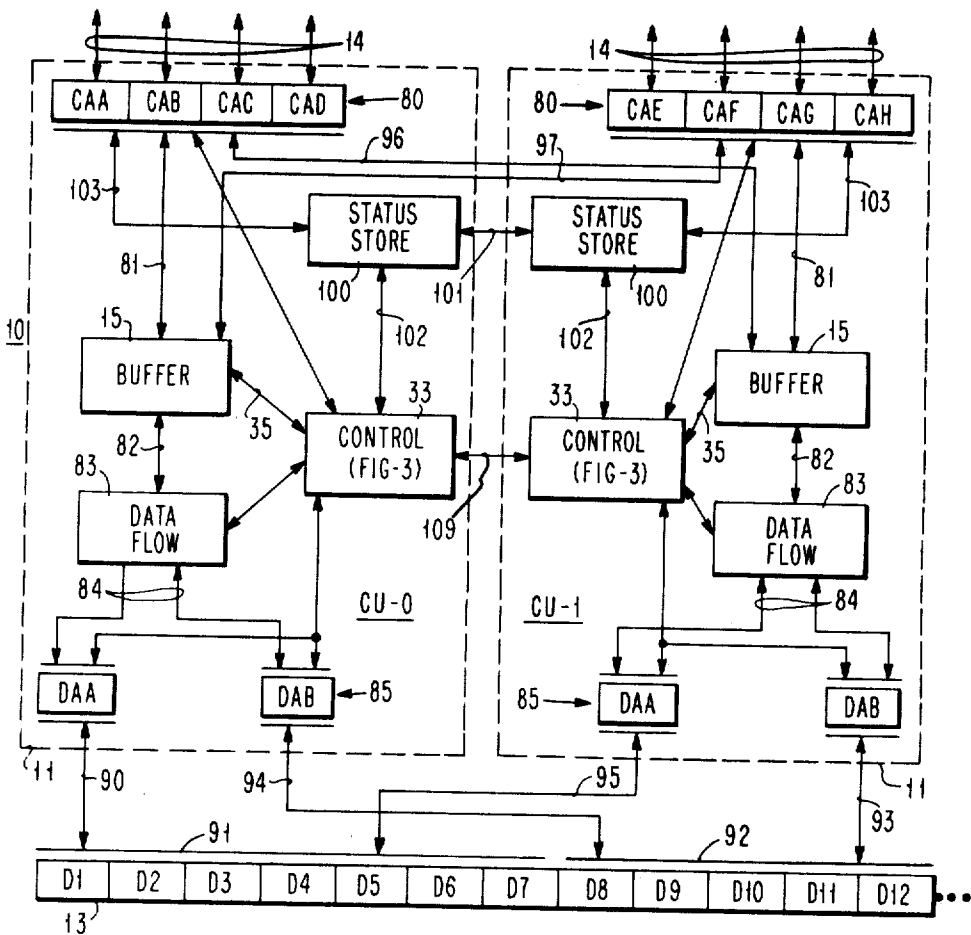 14
14
CAA CAB CAC CAD
80
80
CAE CAF CAG CAH
96
97
103
103
STATUS
STORE
STATUS
STORE
81
100
101
100
81
10
15
102
102
15
BUFFER
BUFFER
35
33
33
35
82
CONTROL
(FIG-3)
CONTROL
(FIG-3)
82
83
83
DATA
FLOW
109
DATA
FLOW
84
CU-0
CU-1
84
DAA
DAB
85
85
DAA
DAB
11
90
94
95
93
11
91
92
D1 D2 D3 D4 D5 D6 D7 D8 D9 D10 D11 D12
13